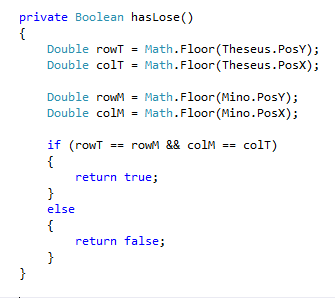 private Boolean hasLose()
{
    Double rowT = Math.Floor(Theseus.PosY);
    Double colT = Math.Floor(Theseus.PosX);

    Double rowM = Math.Floor(Mino.PosY);
    Double colM = Math.Floor(Mino.PosX);

    if (rowT == rowM && colM == colT)
    {
        return true;
    }
    else
    {
        return false;
    }
}